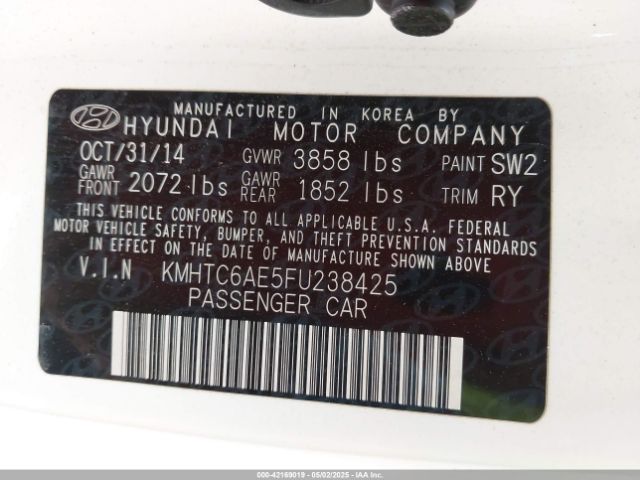 MANUFACTURED IN KOREA BY
HYUNDAI MOTOR COMPANY
OCT/31/14 GVWR 3858 lbs PAINT SW2
GAWR FRONT 2072 lbs GAWR REAR 1852 lbs TRIM RY
THIS VEHICLE CONFORMS TO ALL APPLICABLE U.S.A. FEDERAL
MOTOR VEHICLE SAFETY, BUMPER, AND THEFT PREVENTION STANDARDS
IN EFFECT ON THE DATE OF MANUFACTURE SHOWN ABOVE.
V.I.N KMHTC6AE5FU238425
PASSENGER CAR
000-42169019 - 05/02/2025 - IAAI.COM